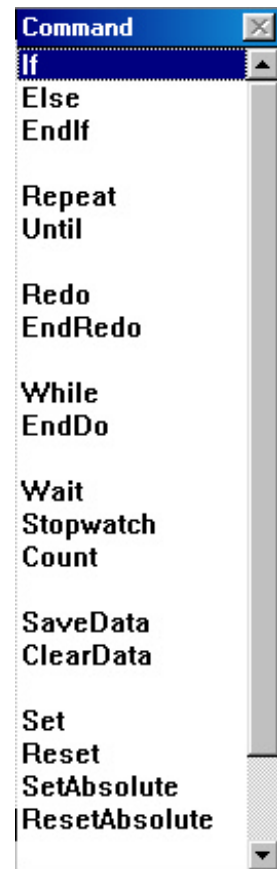 Command
If
Else
EndIf
Repeat
Until
Redo
EndRedo
While
EndDo
Wait
Stopwatch
Count
SaveData
ClearData
Set
Reset
SetAbsolute
ResetAbsolute